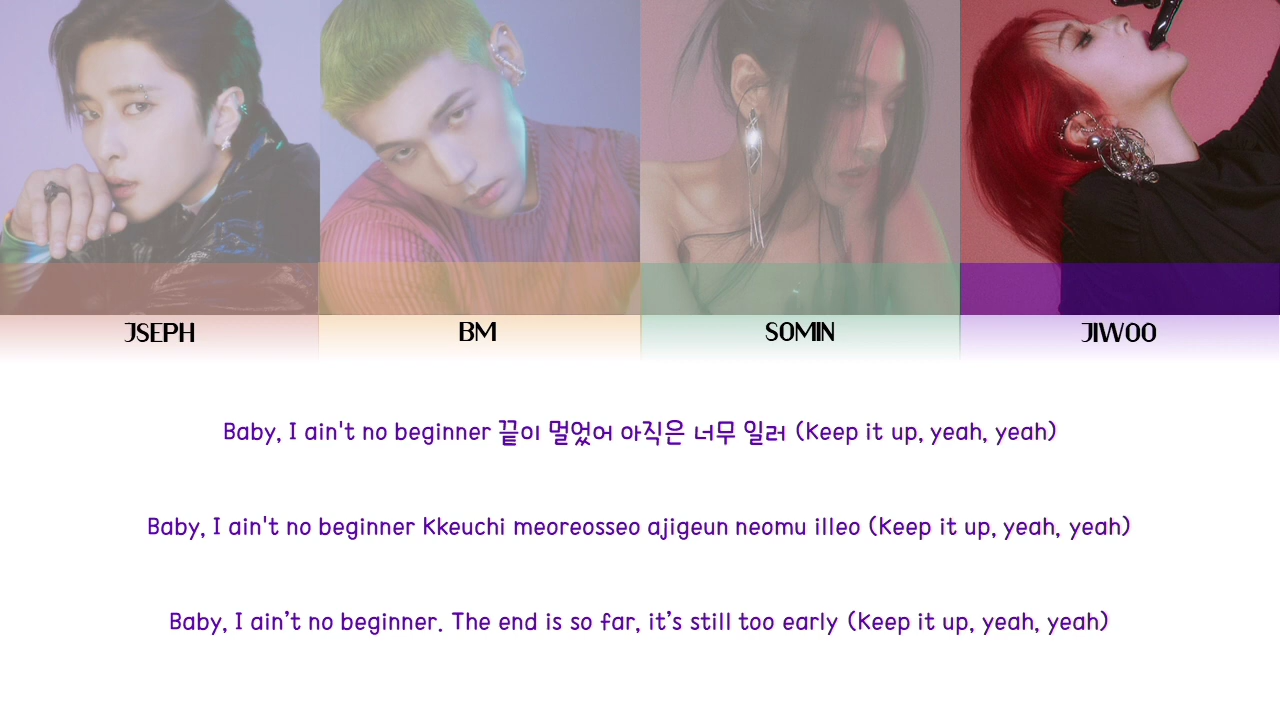 JSEPH
BM
SOMIN
JIWOO
Baby, I ain't no beginner 끝이 멀었어 아직은 너무 일러 (Keep it up, yeah, yeah)
Baby, I ain't no beginner Kkeuchi meoreosseo ajigeun neomu illeo (Keep it up, yeah, yeah)
Baby, I ain’t no beginner. The end is so far, it’s still too early (Keep it up, yeah, yeah)